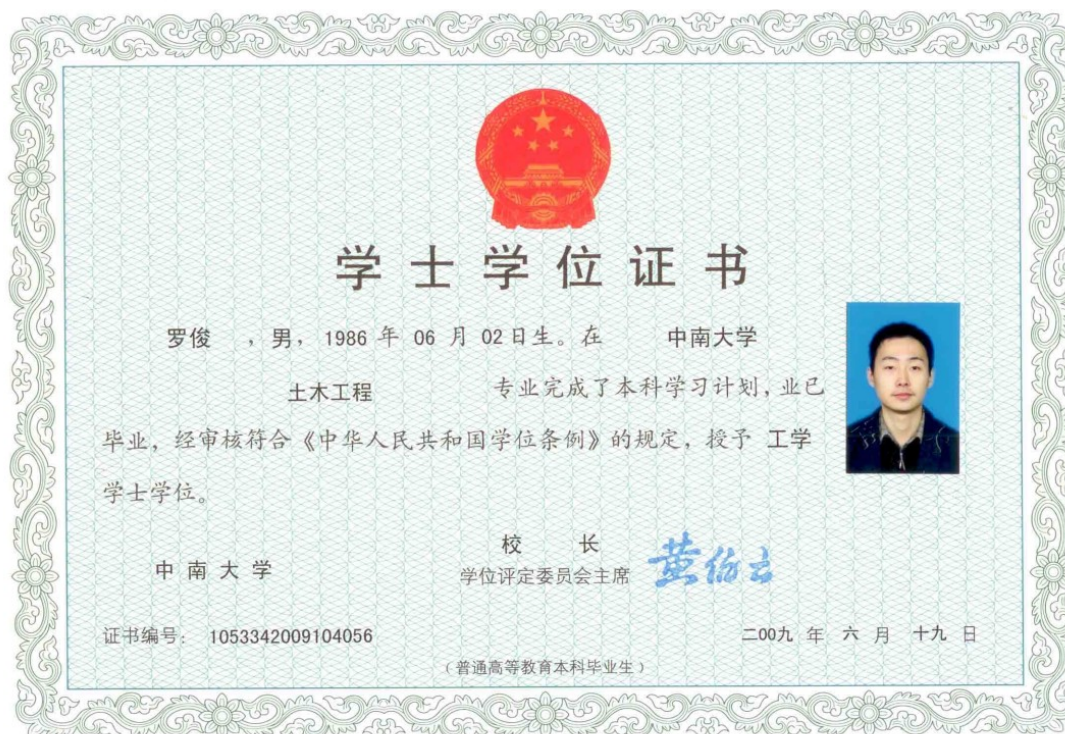 学士学位证书
罗俊 ,男, 1986 年 06 月 02日生。在 中南大学
土木工程 专业完成了本科学习计划,业已
毕业,经审核符合《中华人民共和国学位条例》的规定,授予 工学
学士学位。
校 长
中南大学 学位评定委员会主席 黄伯云
证书编号: 1053342009104056 二00九 年 六 月 十九 日
(普通高等教育本科毕业生)